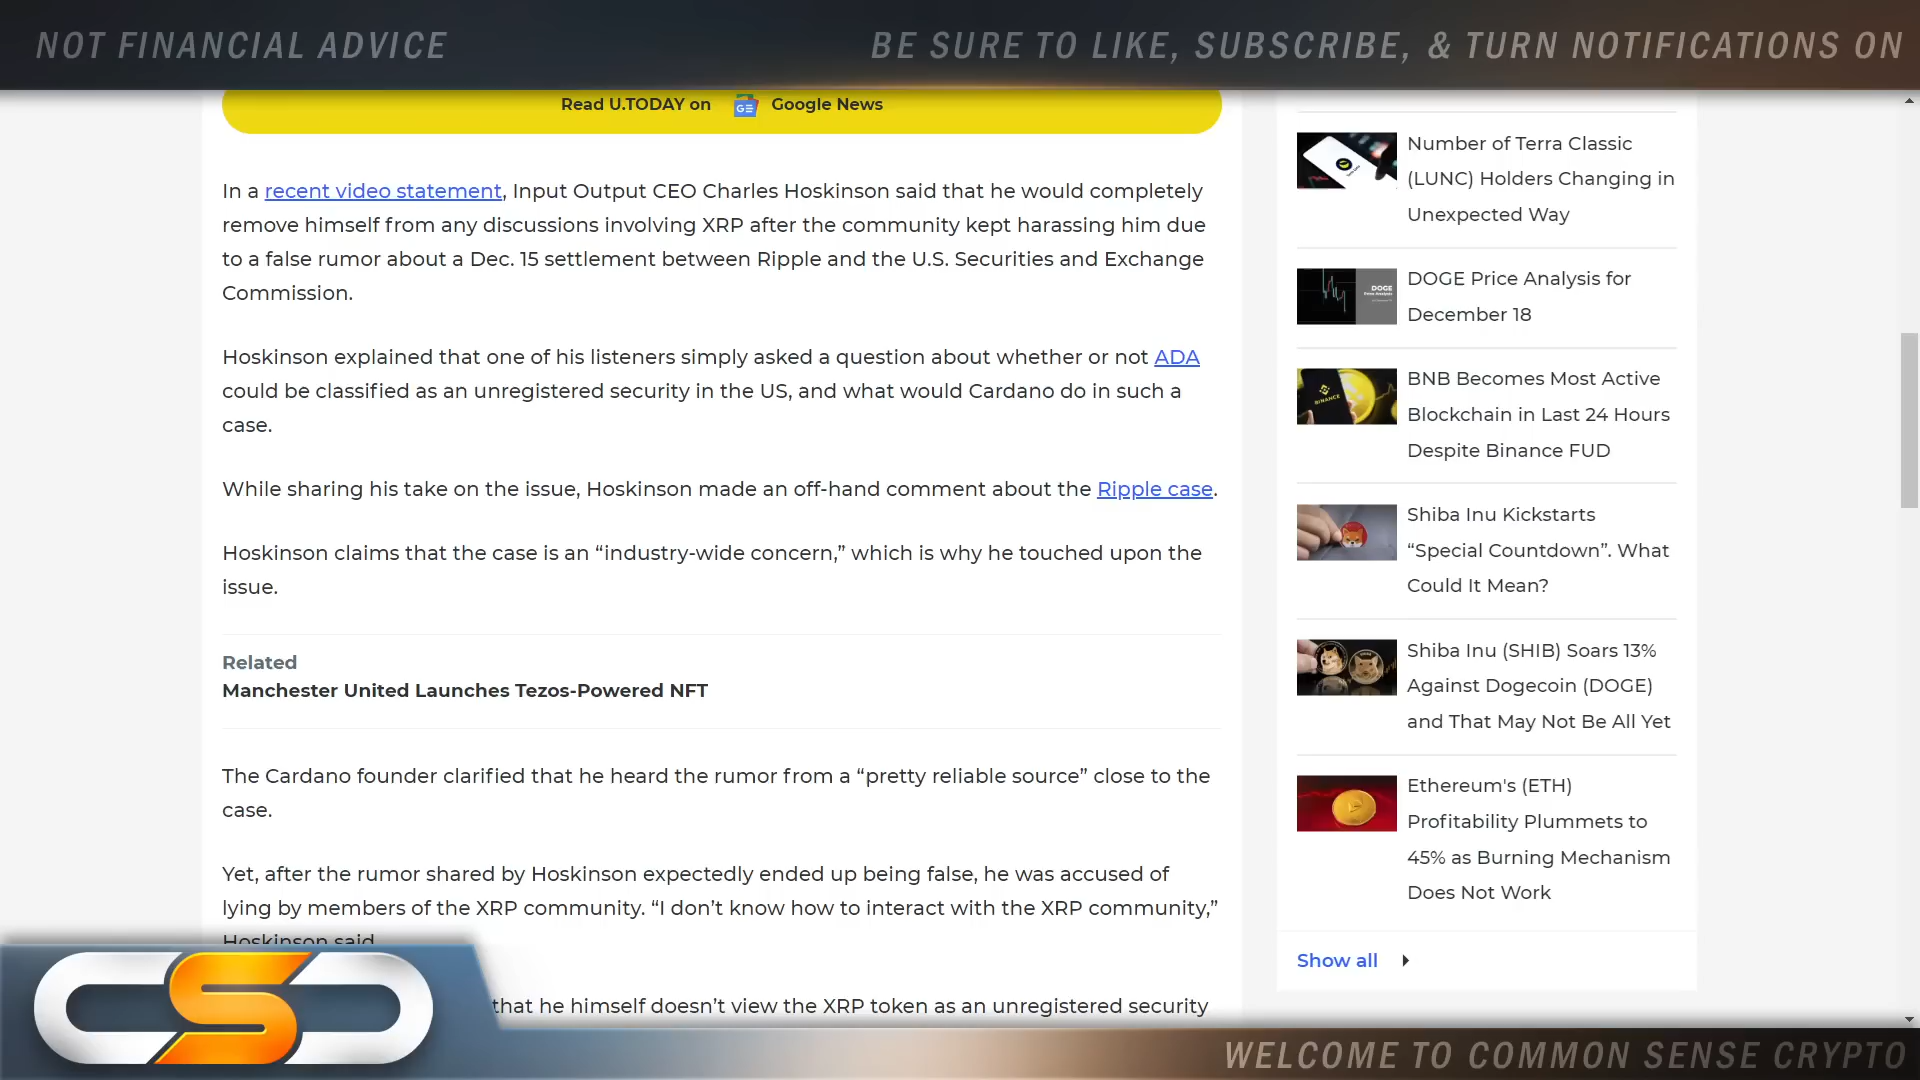 NOT FINANCIAL ADVICE
BE SURE TO LIKE, SUBSCRIBE, & TURN NOTIFICATIONS ON
Read U.TODAY on GE Google News
In a recent video statement, Input Output CEO Charles Hoskinson said that he would completely
remove himself from any discussions involving XRP after the community kept harassing him due
to a false rumor about a Dec. 15 settlement between Ripple and the U.S. Securities and Exchange
Commission.
Hoskinson explained that one of his listeners simply asked a question about whether or not ADA
could be classified as an unregistered security in the US, and what would Cardano do in such a
case.
While sharing his take on the issue, Hoskinson made an off-hand comment about the Ripple case.
Hoskinson claims that the case is an “industry-wide concern,” which is why he touched upon the
issue.
Related
Manchester United Launches Tezos-Powered NFT
The Cardano founder clarified that he heard the rumor from a “pretty reliable source” close to the
case.
Yet, after the rumor shared by Hoskinson expectedly ended up being false, he was accused of
lying by members of the XRP community. “I don’t know how to interact with the XRP community,”
Hoskinson said.
that he himself doesn’t view the XRP token as an unregistered security
Number of Terra Classic
(LUNC) Holders Changing in
Unexpected Way
DOGE
DOGE Price Analysis for
December 18
BINANCE
BNB Becomes Most Active
Blockchain in Last 24 Hours
Despite Binance FUD
Shiba Inu Kickstarts
“Special Countdown”. What
Could It Mean?
Shiba Inu (SHIB) Soars 13%
Against Dogecoin (DOGE)
and That May Not Be All Yet
Ethereum's (ETH)
Profitability Plummets to
45% as Burning Mechanism
Does Not Work
Show all
CSC
WELCOME TO COMMON SENSE CRYPTO